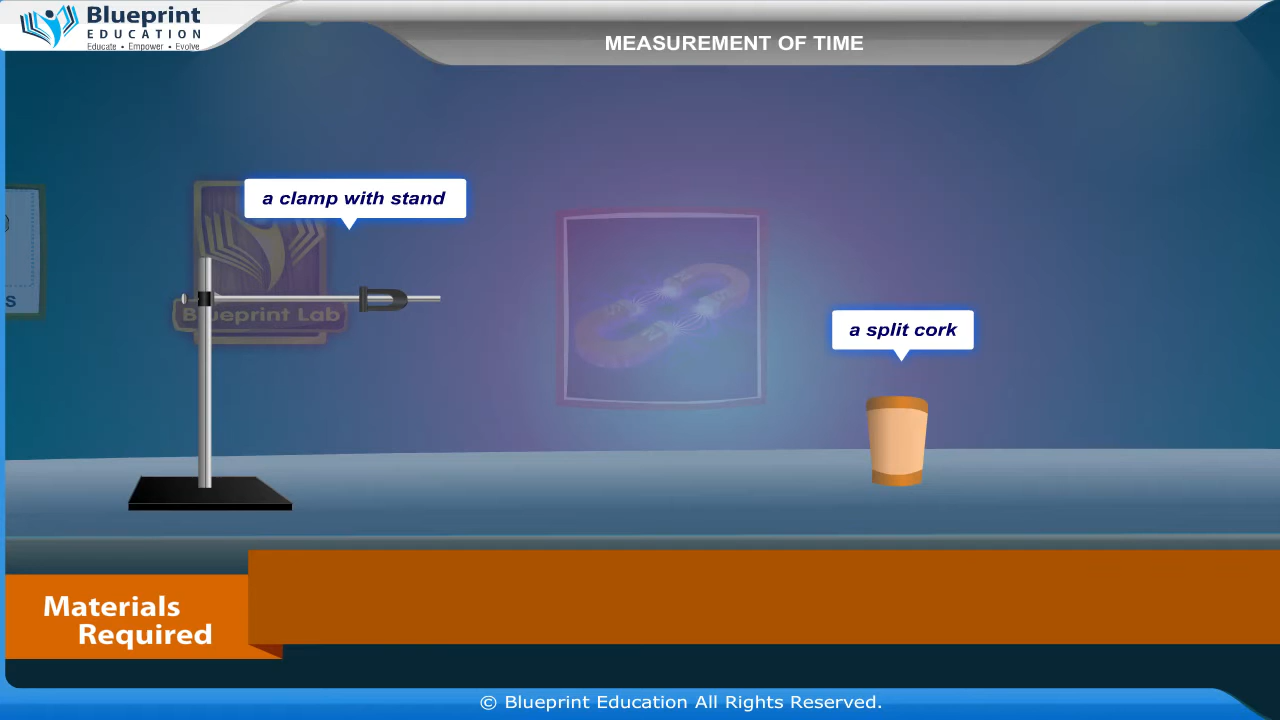 Blueprint
EDUCATION
Educate • Empower • Evolve
MEASUREMENT OF TIME
a clamp with stand
S
Blueprint Lab
a split cork
Materials
Required
© Blueprint Education All Rights Reserved.